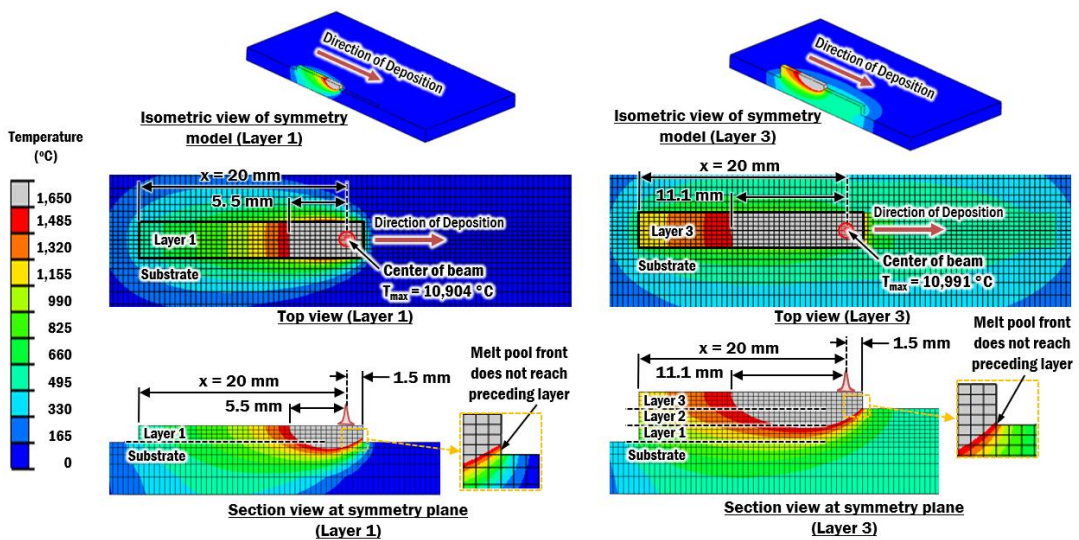 Direction of
Deposition
Isometric view of symmetry
model (Layer 1)
Direction of
Deposition
Isometric view of symmetry
model (Layer 3)
Temperature
(ºC)
1,650
1,485
1,320
1,155
990
825
660
495
330
165
0
x = 20 mm
5.5 mm
Direction of Deposition
Layer 1
Substrate
Center of beam
Tmax = 10,904 °C
Top view (Layer 1)
x = 20 mm
11.1 mm
Direction of Deposition
Layer 3
Substrate
Center of beam
Tmax = 10,991 °C
Top view (Layer 3)
x = 20 mm
1.5 mm
5.5 mm
Melt pool front
does not reach
preceding layer
Layer 1
Substrate
Section view at symmetry plane
(Layer 1)
x = 20 mm
1.5 mm
11.1 mm
Melt pool front
does not reach
preceding layer
Layer 3
Layer 2
Layer 1
Substrate
Section view at symmetry plane
(Layer 3)